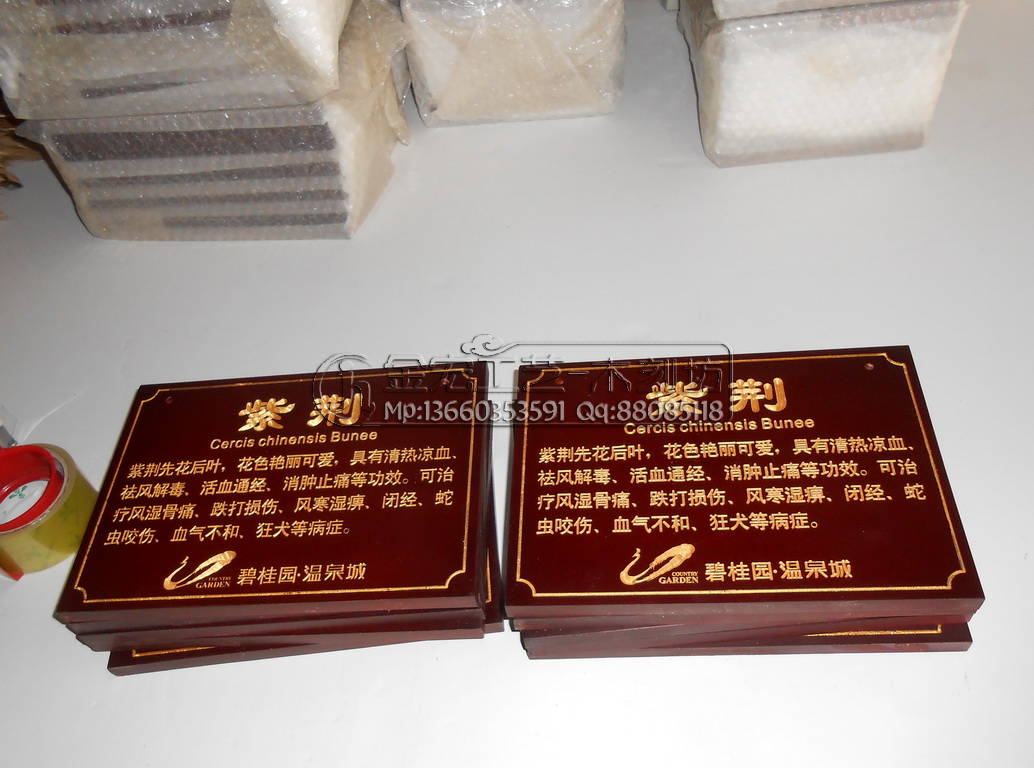 金宏工艺-木刻坊
Mp:13660353591 Qq:88085118
紫荆
Cercis chinensis Bunee
紫荆先花后叶，花色艳丽可爱，具有清热凉血、
祛风解毒、活血通经、消肿止痛等功效。可治
疗风湿骨痛、跌打损伤、风寒湿痹、闭经、蛇
虫咬伤、血气不和、狂犬等病症。
COUNTRY
GARDEN
碧桂园·温泉城
紫荆
Cercis chinensis Bunee
紫荆先花后叶，花色艳丽可爱，具有清热凉血、
祛风解毒、活血通经、消肿止痛等功效。可治
疗风湿骨痛、跌打损伤、风寒湿痹、闭经、蛇
虫咬伤、血气不和、狂犬等病症。
COUNTRY
GARDEN
碧桂园·温泉城